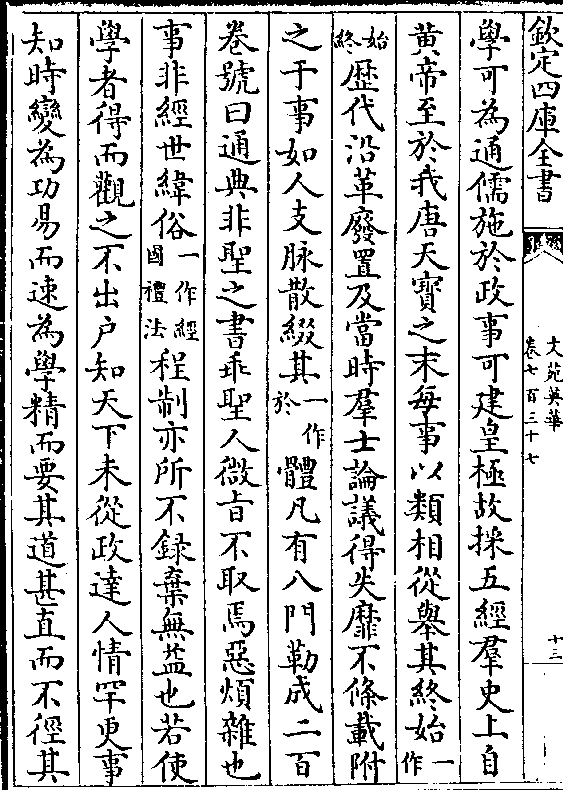 欽定四庫全書
文苑英華
卷七百三十七
十三
學可為通儒施於政事可建皇極故採五經羣史上自
黄帝至於我唐天寳之末每事以類相從舉其終始一作
始終歴代沿革廢置及當時羣士論議得失靡不條載附
之于事如人支脉散綴其一作於體凡有八門勒成二百
卷號曰通典非聖之書乖聖人微㫖不取焉惡煩雜也
事非經世緯俗一作經國禮法程制亦所不録棄無益也若使
學者得而觀之不出户知天下未從政達人情罕更事
知時變為功易而速為學精而要其道甚直而不徑其